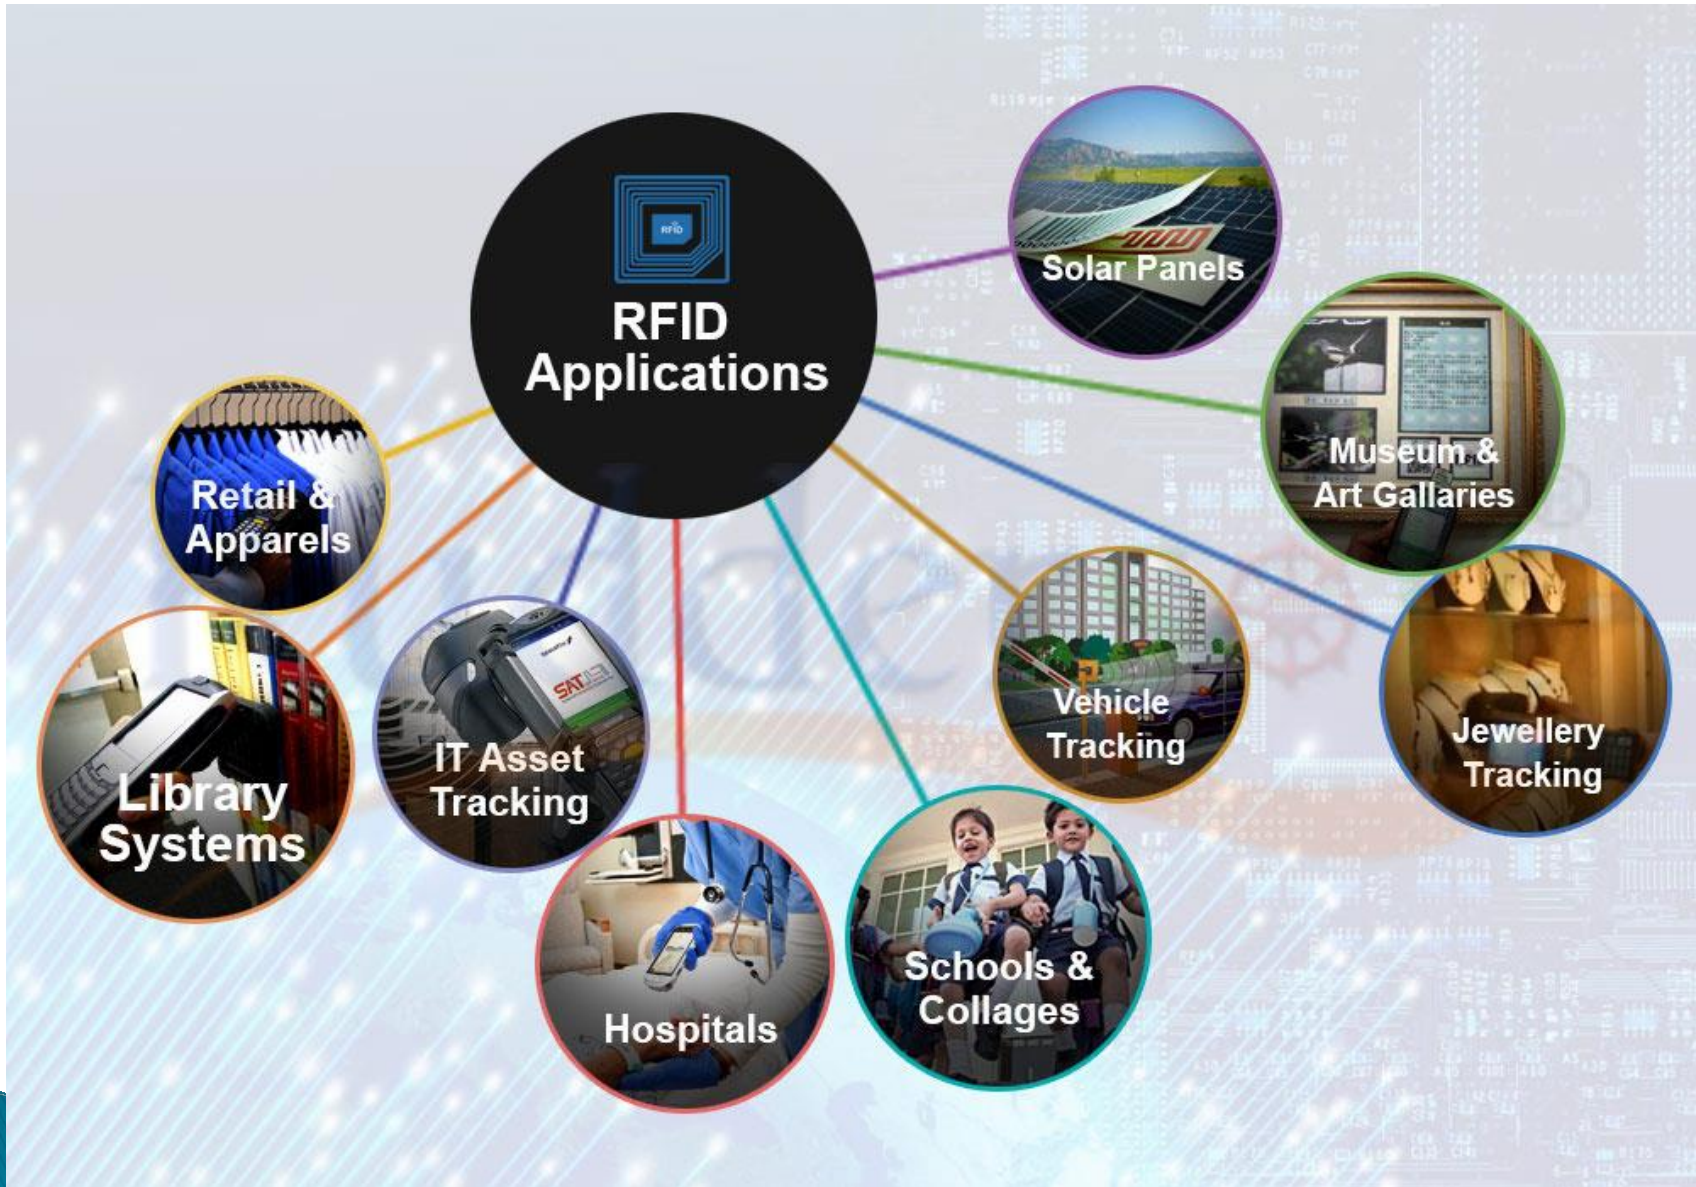 RFID
RFID
Applications
Solar Panels
Museum &
Art Gallaries
Retail &
Apparels
Library
Systems
IT Asset
Tracking
Hospitals
Schools &
Collages
Vehicle
Tracking
Jewellery
Tracking